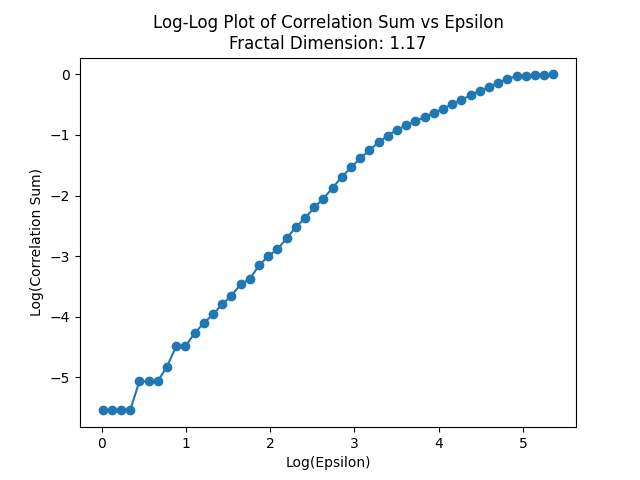 Log-Log Plot of Correlation Sum vs Epsilon
Fractal Dimension: 1.17
0
−1
−2
−3
−4
−5
Log(Correlation Sum)
0 1 2 3 4 5
Log(Epsilon)